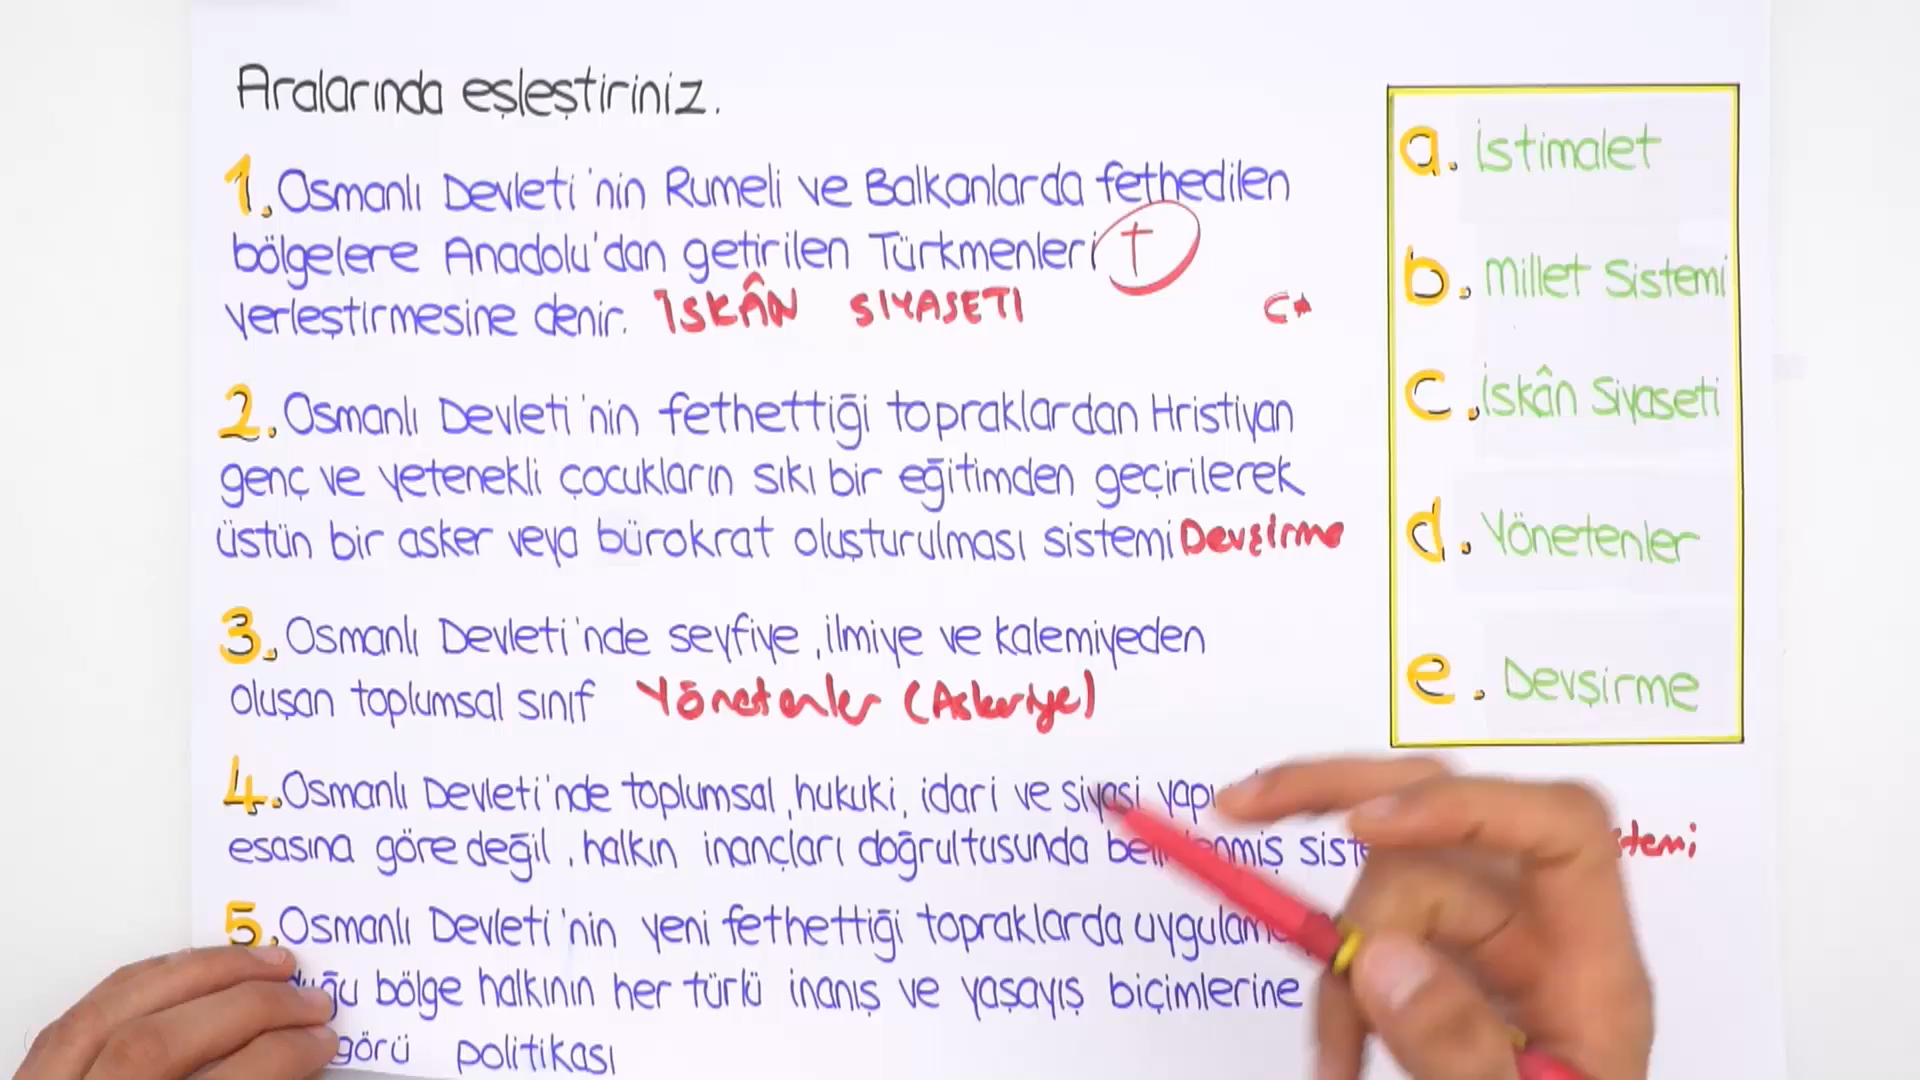 Aralarında eşleştiriniz.
1. Osmanlı Devleti'nin Rumeli ve Balkanlarda fethedilen
bölgelere Anadolu'dan getirilen Türkmenleri T
yerleştirmesine denir. İSKÂN SİYASETİ C*
2. Osmanlı Devleti'nin fethettiği topraklardan Hristiyan
genç ve yetenekli çocukların sıkı bir eğitimden geçirilerek
üstün bir asker veya bürokrat oluşturulması sistemi Devşirme
3. Osmanlı Devleti'nde seyfiye, ilmiye ve kalemiyeden
oluşan toplumsal sınıf Yönetenler (Askeriye)
4. Osmanlı Devleti'nde toplumsal, hukuki, idari ve siyasi
esasına göre değil, halkın inançları doğrultusunda
5. Osmanlı Devleti'nin yeni fethettiği topraklarda
bölge halkının her türlü inanış ve yaşayış biçimlerine
politikası
a. İstimalet
b. Millet Sistemi
c. İskân Siyaseti
d. Yönetenler
e. Devşirme